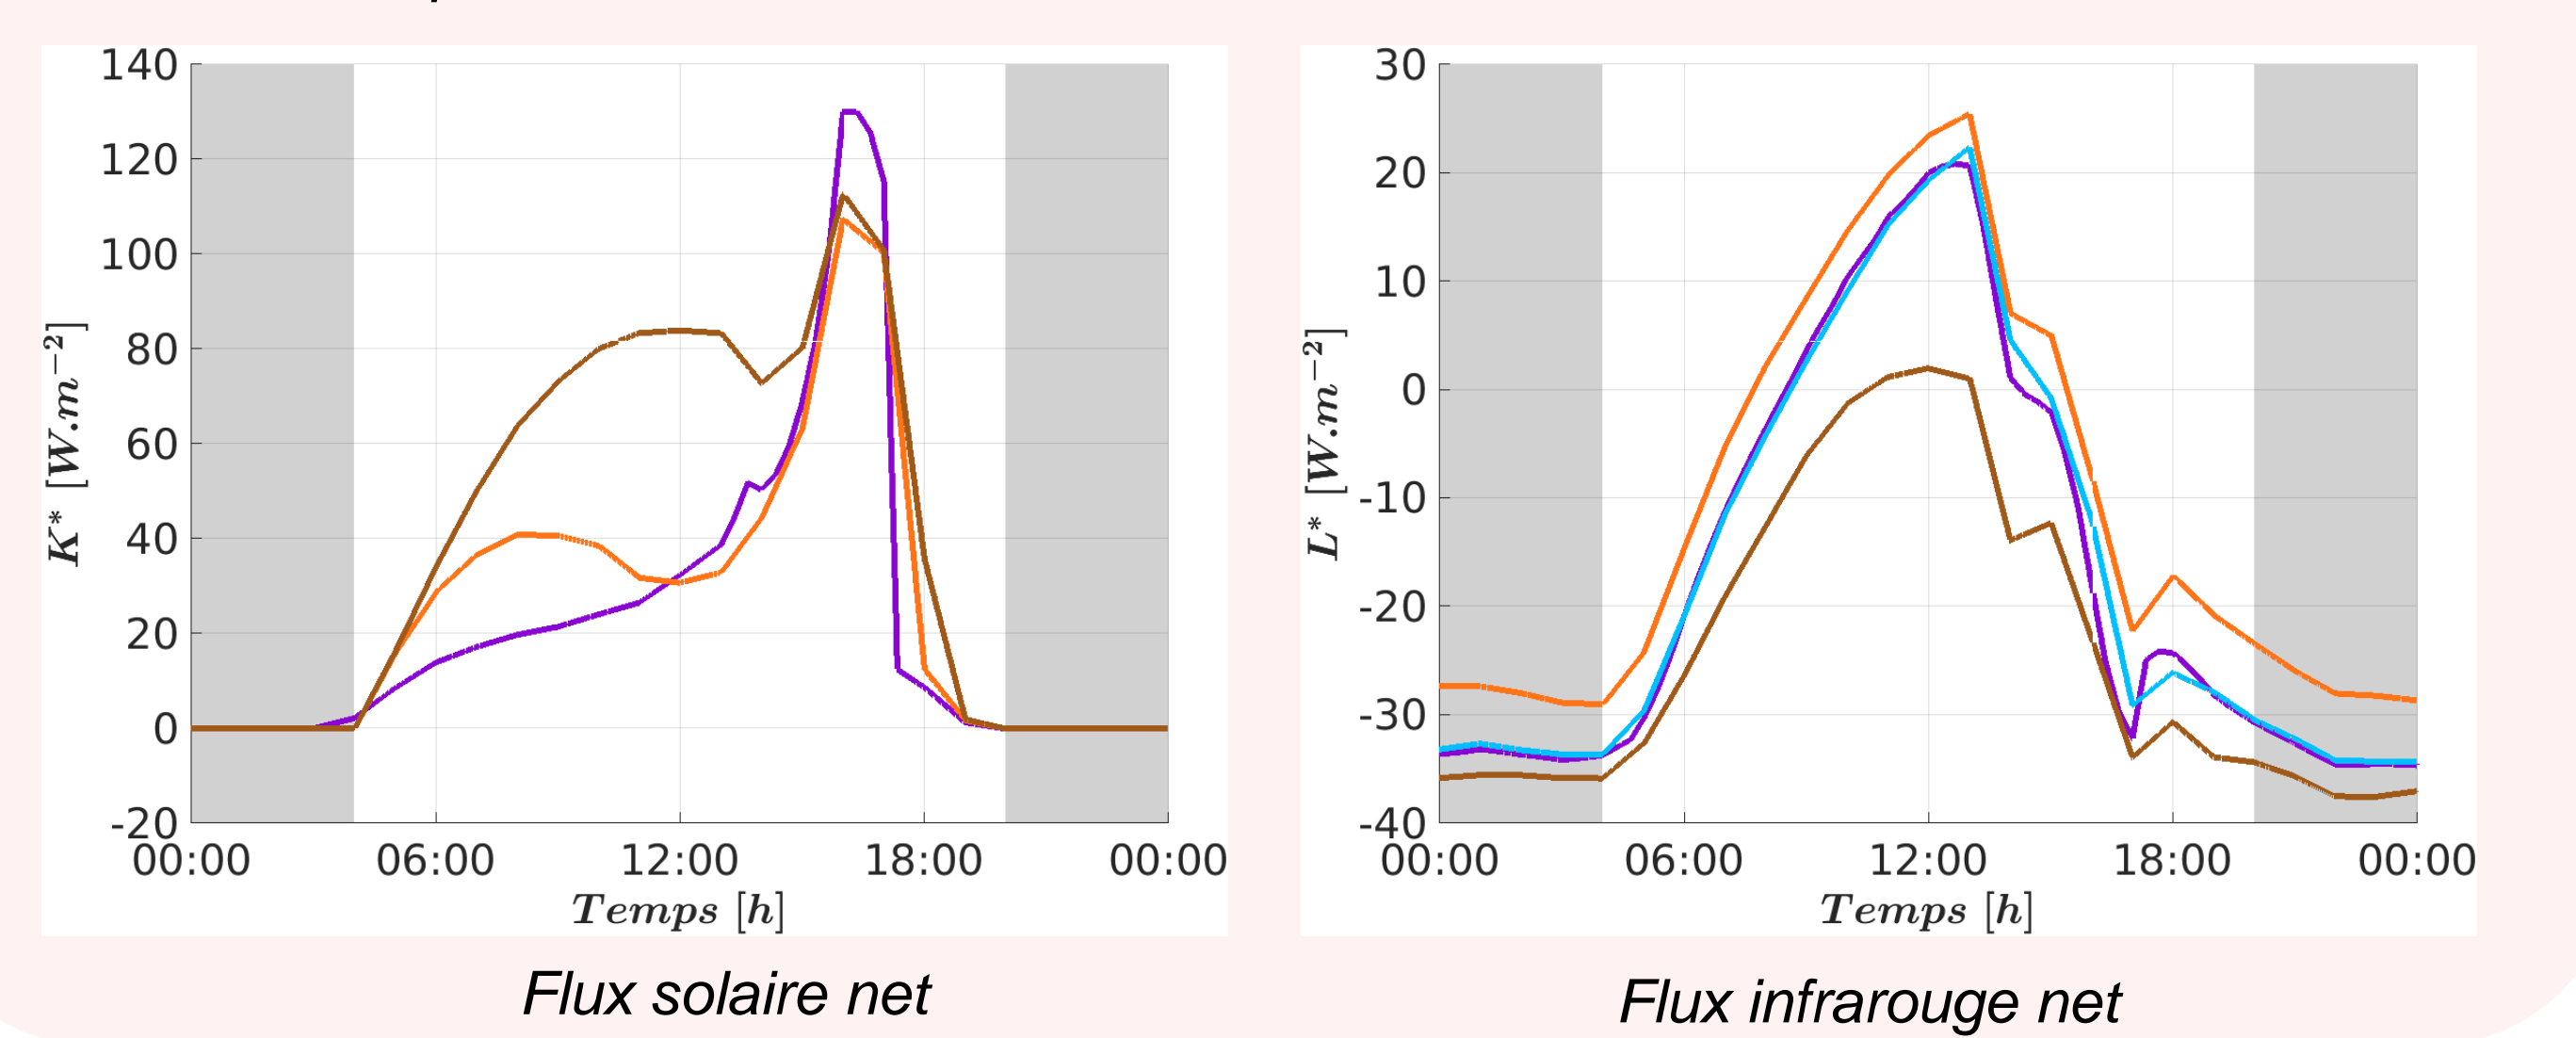 140
120
100
80
60
40
20
0
-20
00:00 06:00 12:00 18:00 00:00
K* [W.m⁻²]
Temps [h]
Flux solaire net
30
20
10
0
-10
-20
-30
-40
00:00 06:00 12:00 18:00 00:00
L* [W.m⁻²]
Temps [h]
Flux infrarouge net